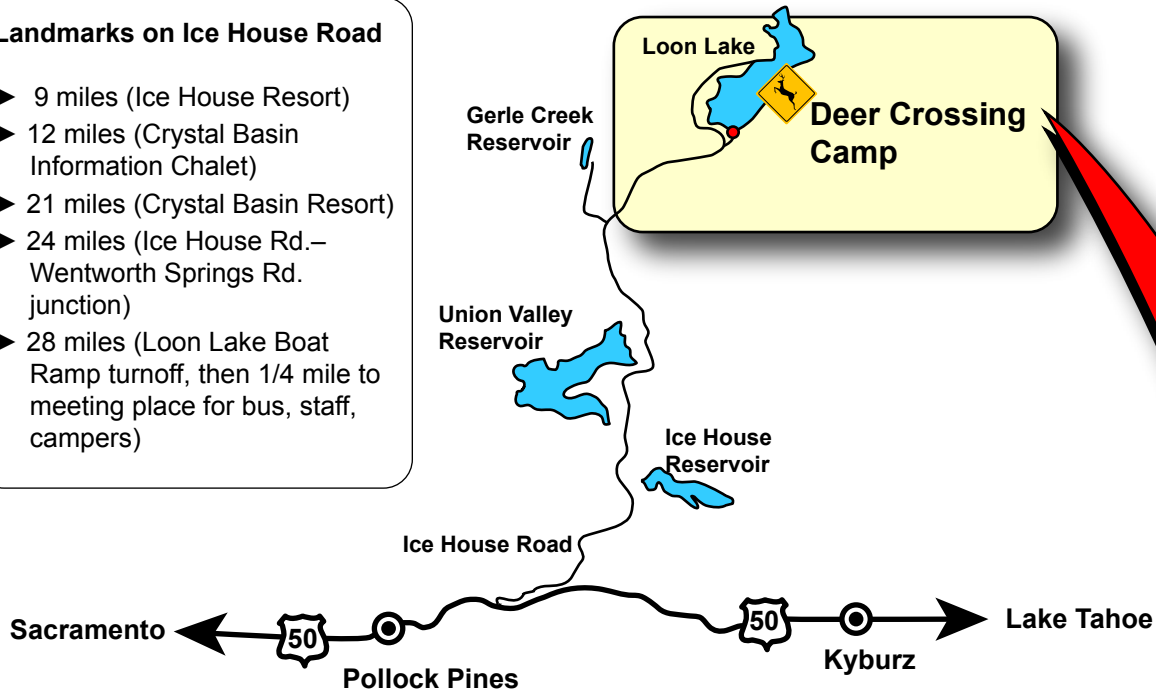 Landmarks on Ice House Road
► 9 miles (Ice House Resort)
► 12 miles (Crystal Basin
Information Chalet)
► 21 miles (Crystal Basin Resort)
► 24 miles (Ice House Rd.–
Wentworth Springs Rd.
junction)
► 28 miles (Loon Lake Boat
Ramp turnoff, then 1/4 mile to
meeting place for bus, staff,
campers)
Loon Lake
Deer Crossing
Camp
Gerle Creek
Reservoir
Union Valley
Reservoir
Ice House
Reservoir
Ice House Road
Sacramento
50
Pollock Pines
50
Kyburz
Lake Tahoe